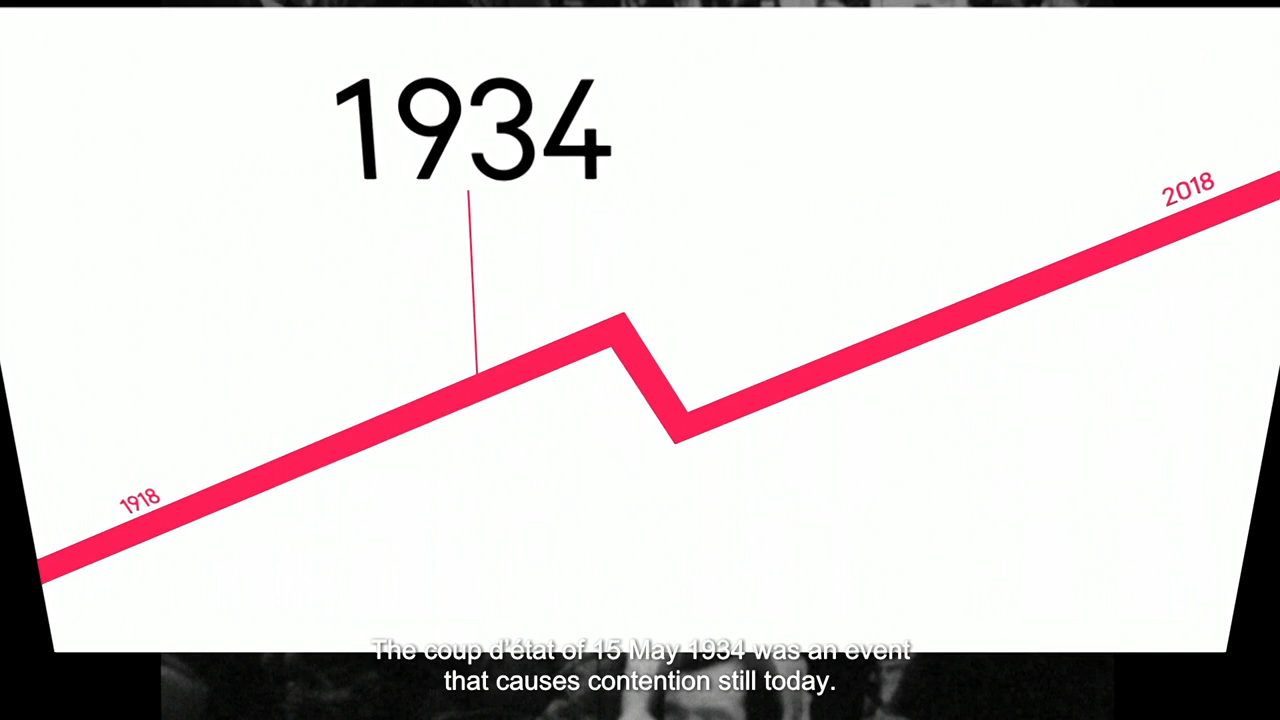 1934
2018
1918
The coup d'état of 15 May 1934 was an event
that causes contention still today.